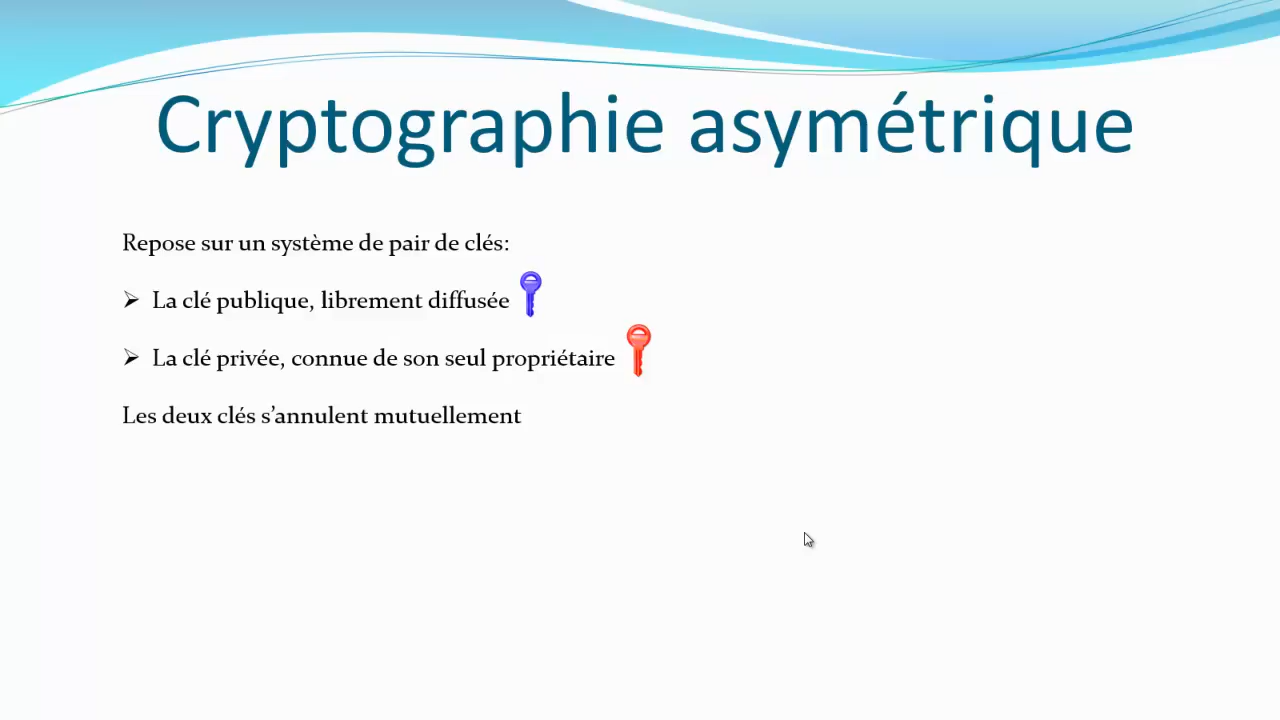 Cryptographie asymétrique
Repose sur un système de pair de clés:
La clé publique, librement diffusée
La clé privée, connue de son seul propriétaire
Les deux clés s’annulent mutuellement